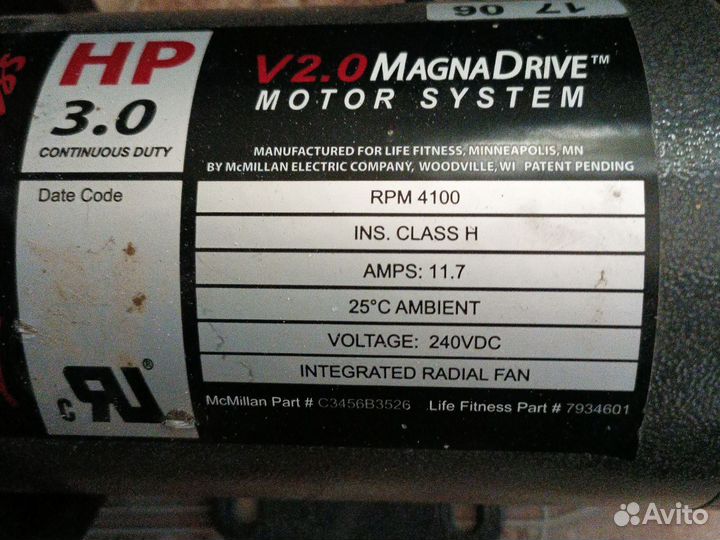 17 06
HP
3.0
CONTINUOUS DUTY
V2.0 MAGNADRIVE™
MOTOR SYSTEM
MANUFACTURED FOR LIFE FITNESS, MINNEAPOLIS, MN
BY MCMILLAN ELECTRIC COMPANY, WOODVILLE, WI PATENT PENDING
Date Code
RPM 4100
INS. CLASS H
AMPS: 11.7
25°C AMBIENT
VOLTAGE: 240VDC
INTEGRATED RADIAL FAN
McMillan Part # C3456B3526 Life Fitness Part # 7934601
c RU ®
Avito